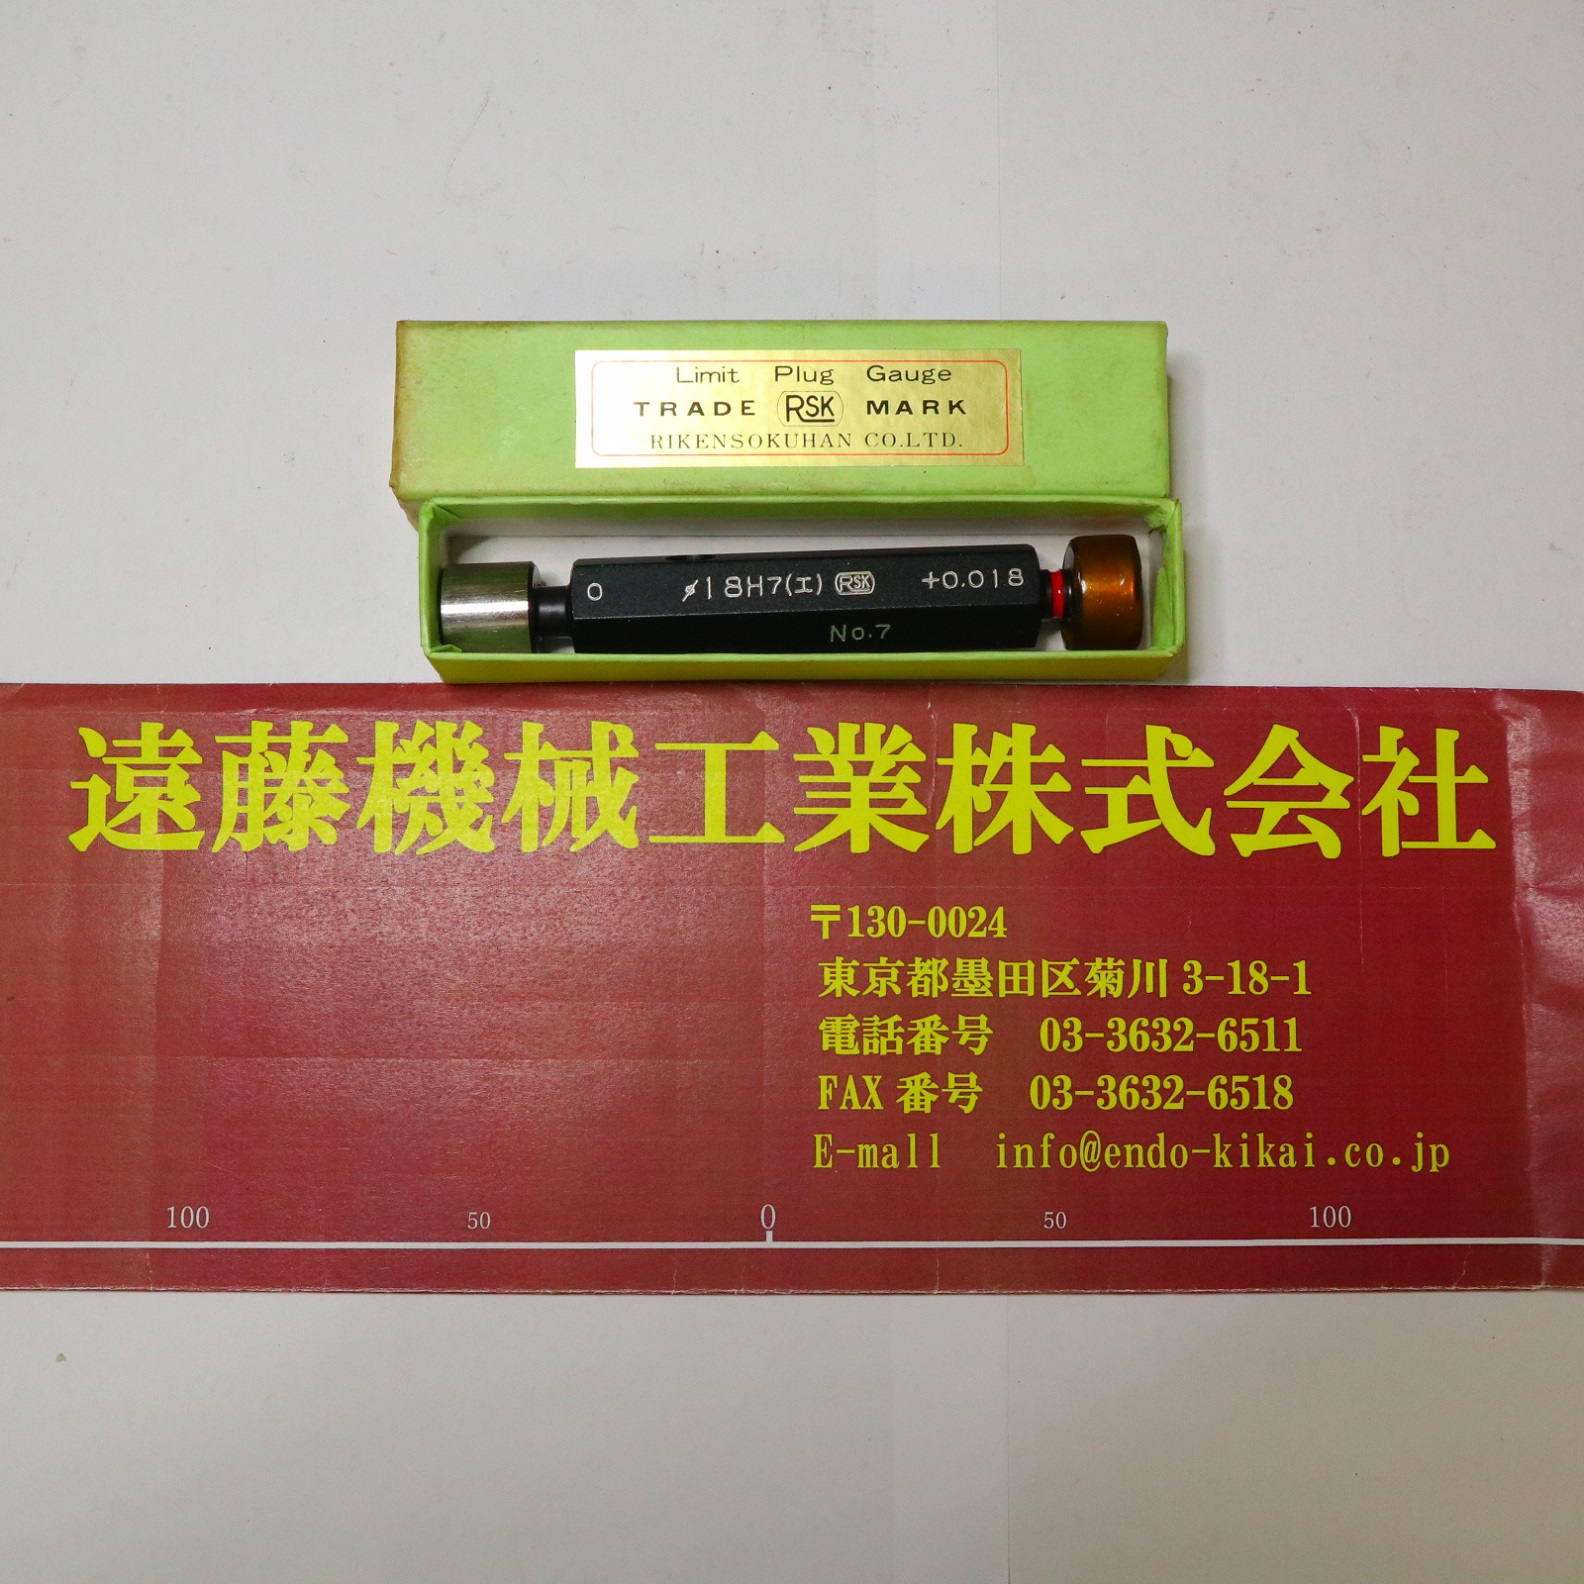 Limit Plug Gauge
TRADE RSK MARK
RIKENSOKUHAN CO.LTD.
0 ⌀18H7(工) RSK +0.018
No.7
遠藤機械工業株式会社
〒130-0024
東京都墨田区菊川 3-18-1
電話番号 03-3632-6511
FAX 番号 03-3632-6518
E-mall info@endo-kikai.co.jp
100 50 0 50 100